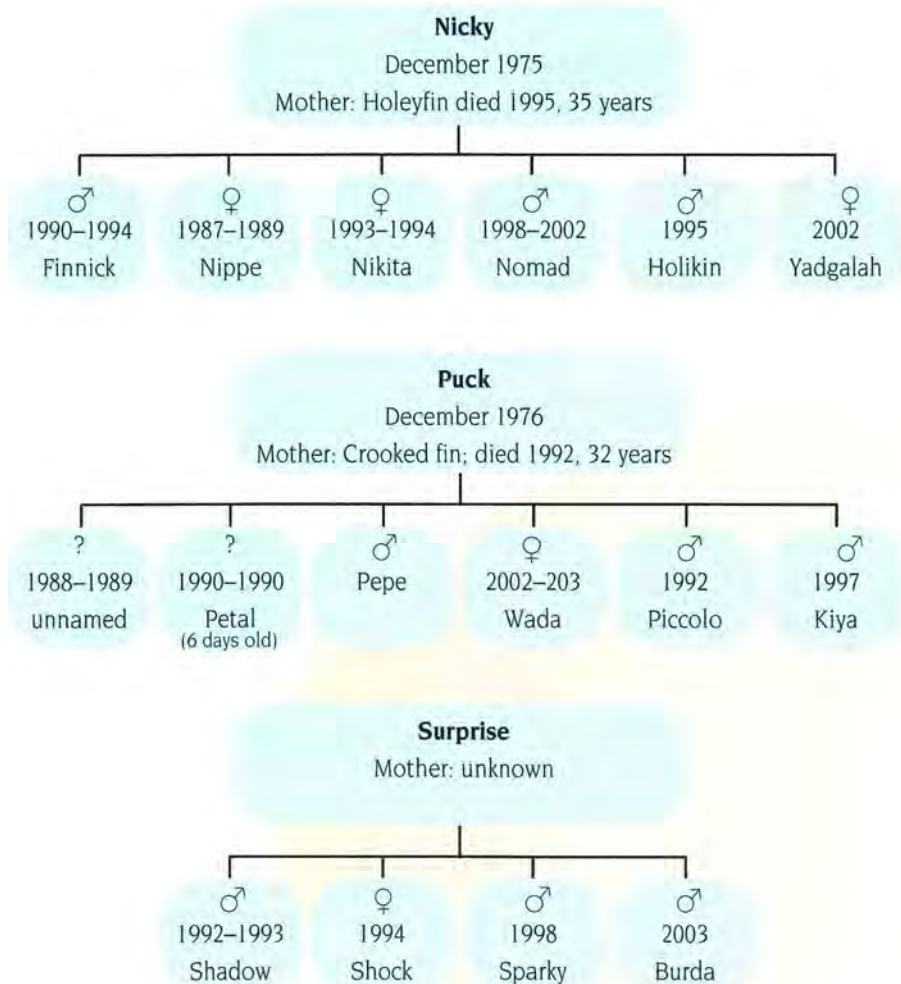 Nicky
December 1975
Mother: Holeyfin died 1995, 35 years
♂ ♀ ♀ ♂ ♂ ♀
1990–1994 1987–1989 1993–1994 1998–2002 1995 2002
Finnick Nippe Nikita Nomad Holikin Yadgalah
Puck
December 1976
Mother: Crooked fin; died 1992, 32 years
? ? ♂ ♀ ♂ ♂
1988–1989 1990–1990 Pepe 2002–203 1992 1997
unnamed Petal Wada Piccolo Kiya
(6 days old)
Surprise
Mother: unknown
♂ ♀ ♂ ♂
1992–1993 1994 1998 2003
Shadow Shock Sparky Burda